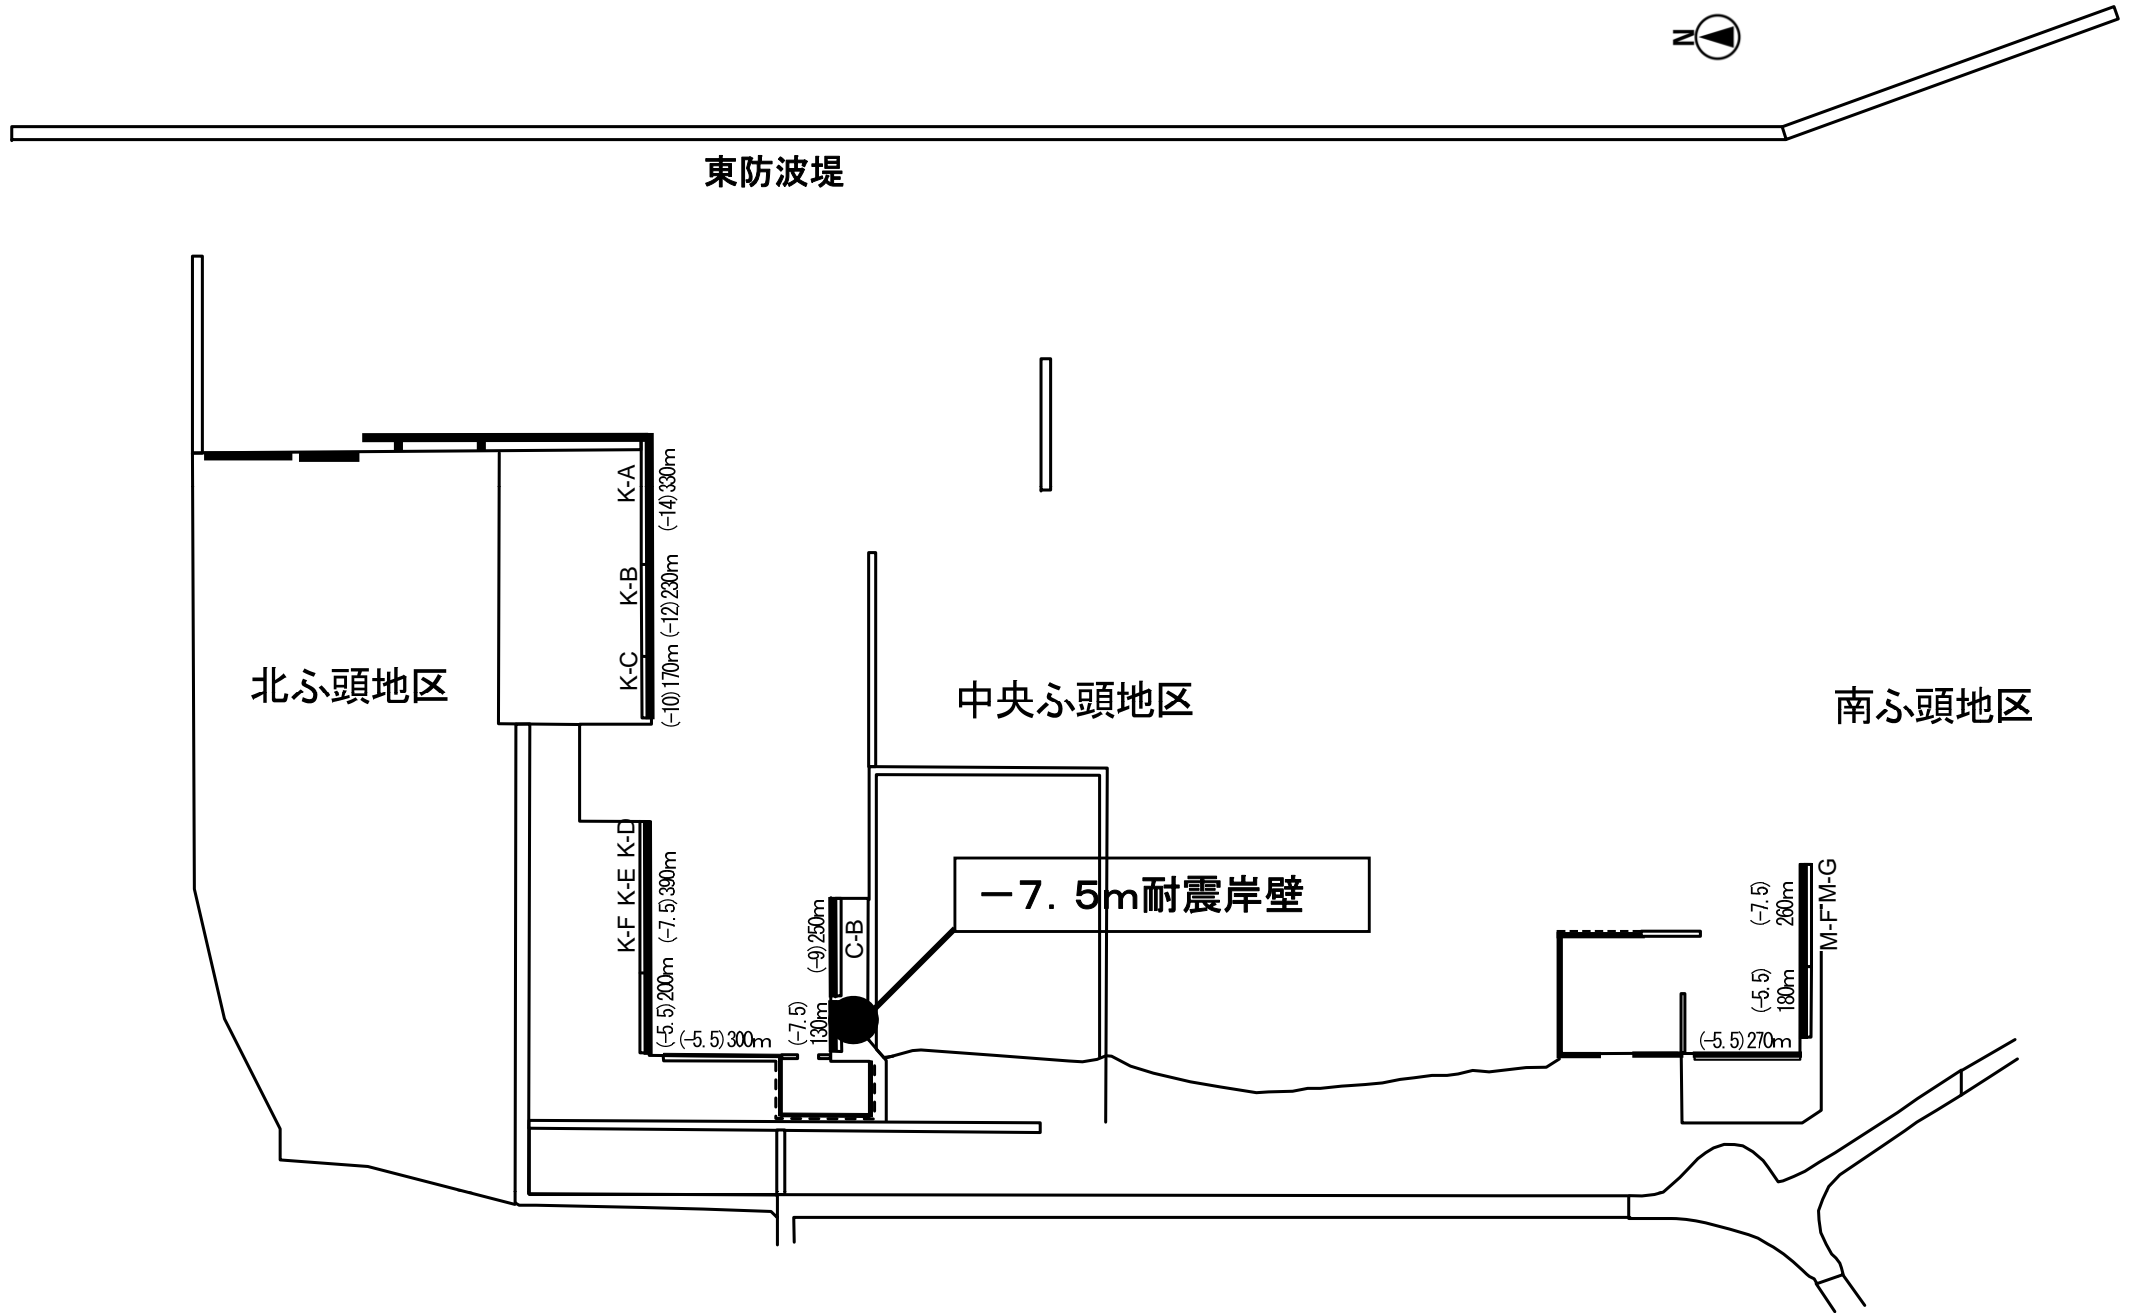 N
東防波堤
K-A
(-14)330m
K-B
(-12)230m
K-C
(-10)170m
北ふ頭地区
中央ふ頭地区
南ふ頭地区
K-D
K-E
K-F
(-7.5)390m
(-5.5)200m
(-5.5)300m
(-9)250m
C-B
(-7.5)
130m
－7．5m耐震岸壁
(-7.5)
260m
M-G
M-F
(-5.5)
180m
(-5.5)270m